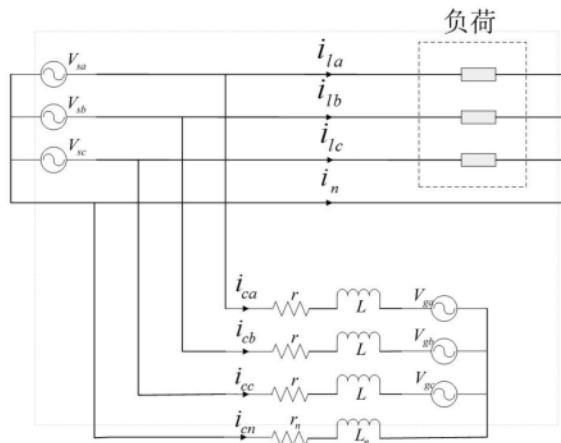 负荷
V_sa
i_la
V_sb
i_lb
V_sc
i_lc
i_n
i_ca
r
L
V_ga
i_cb
r
L
V_gb
i_cc
r
L
V_gc
i_cn
r_n
L_n